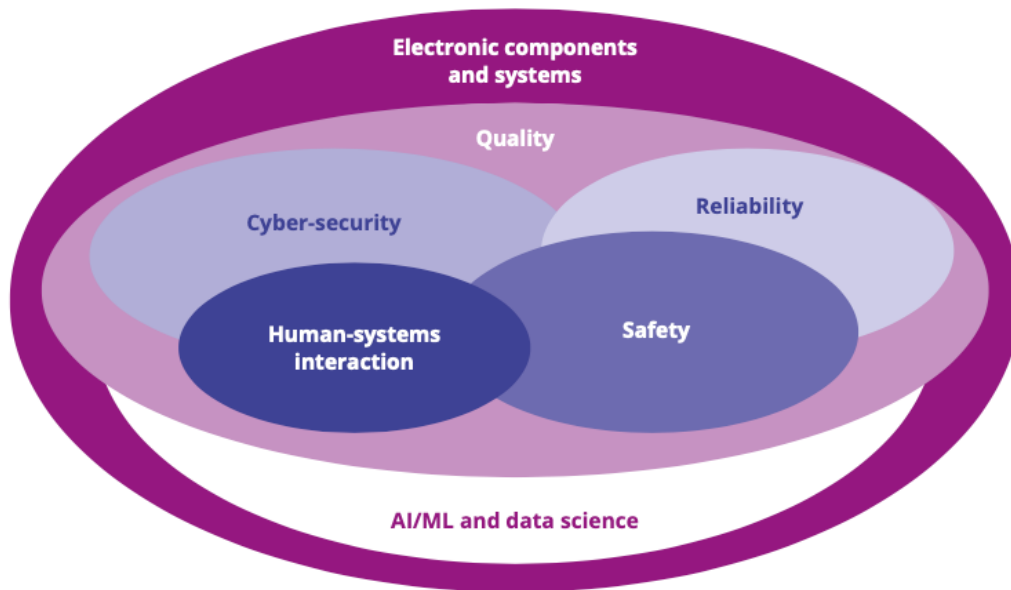 Electronic components
and systems
Quality
Cyber-security
Reliability
Human-systems
interaction
Safety
AI/ML and data science